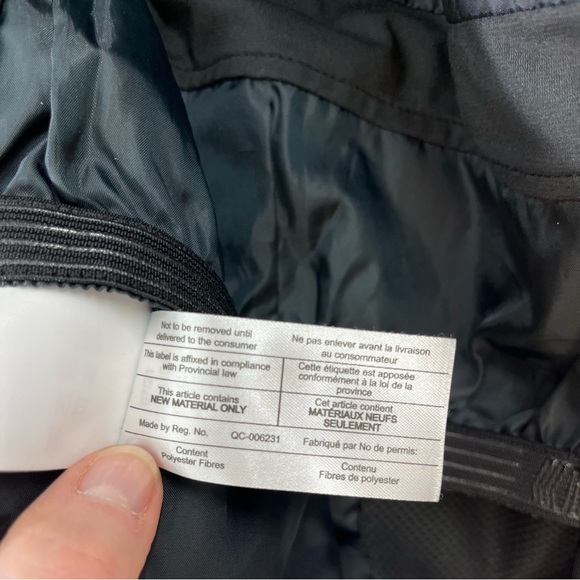 Not to be removed until
delivered to the consumer
Ne pas enlever avant la livraison
au consommateur
This label is affixed in compliance
with Provincial law
Cette étiquette est apposée
conformément à la loi de la
province
This article contains
NEW MATERIAL ONLY
Cet article contient
MATÉRIAUX NEUFS
SEULEMENT
Made by Reg. No. QC-006231 Fabriqué par No de permis:
Content
Polyester Fibres
Contenu
Fibres de polyester